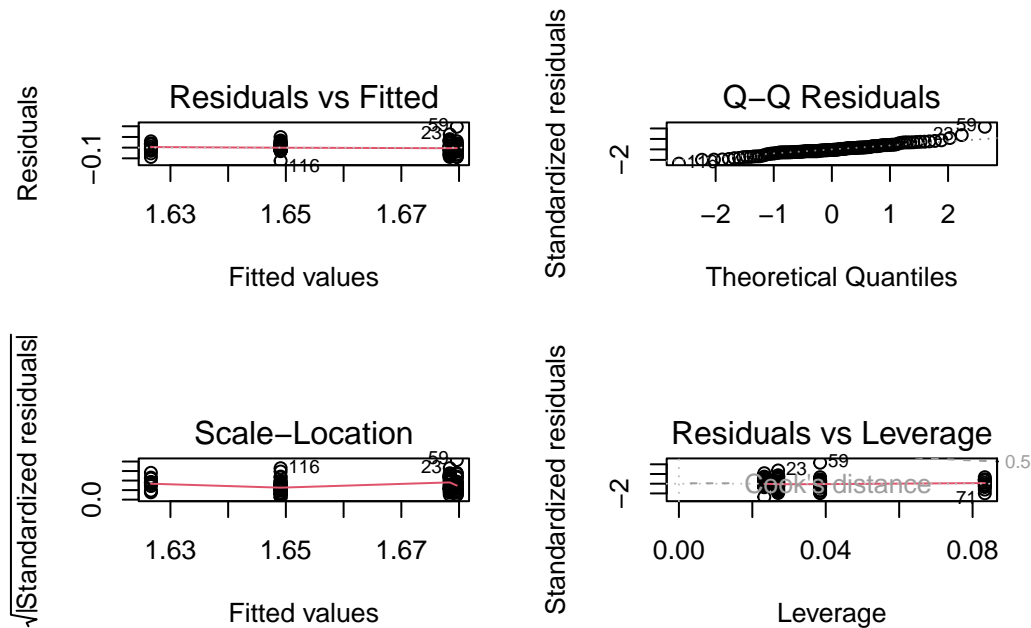 Residuals vs Fitted
Residuals
−0.1
59
23
116
1.63 1.65 1.67
Fitted values
Q−Q Residuals
Standardized residuals
−2
59
23
116
−2 −1 0 1 2
Theoretical Quantiles
Scale−Location
√|Standardized residuals|
0.0
59
23
116
1.63 1.65 1.67
Fitted values
Residuals vs Leverage
Standardized residuals
−2
59
23
0.5
Cook's distance
71
0.00 0.04 0.08
Leverage